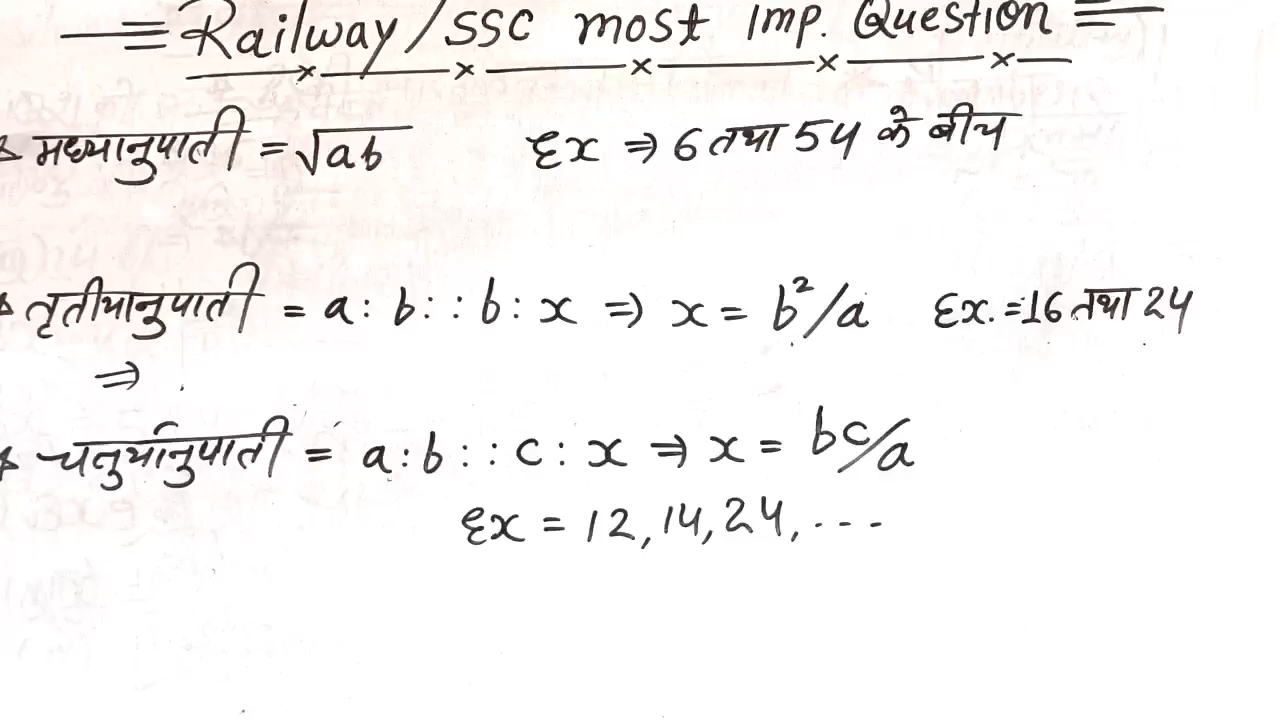 Railway/SSC most Imp. Question
मध्यानुपाती = √ab Ex ⇒ 6 तथा 54 के बीच
तृतीयानुपाती = a : b : : b : x ⇒ x = b²/a Ex. = 16 तथा 24
⇒
चतुर्थानुपाती = a : b : : c : x ⇒ x = bc/a
Ex = 12, 14, 24, ---